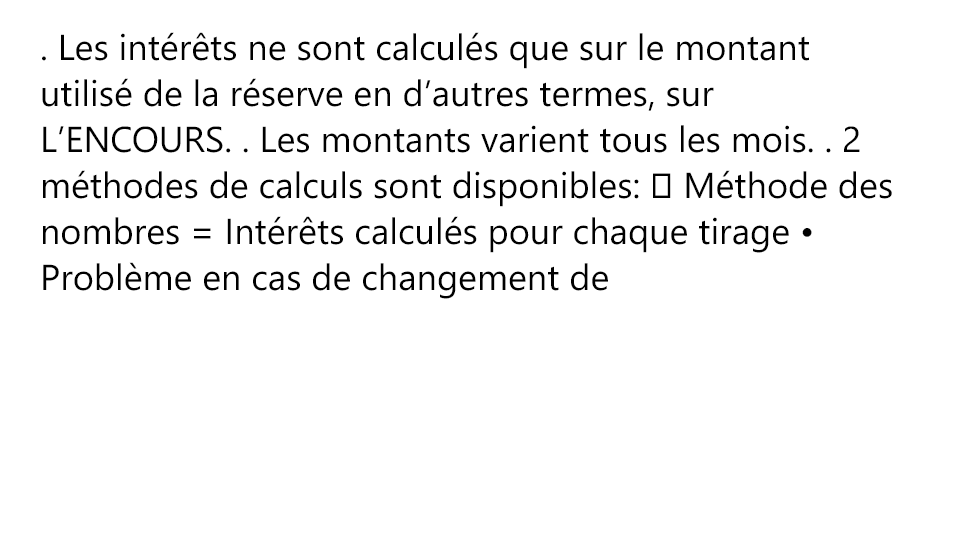 . Les intérêts ne sont calculés que sur le montant
utilisé de la réserve en d’autres termes, sur
L’ENCOURS. . Les montants varient tous les mois. . 2
méthodes de calculs sont disponibles: □ Méthode des
nombres = Intérêts calculés pour chaque tirage •
Problème en cas de changement de